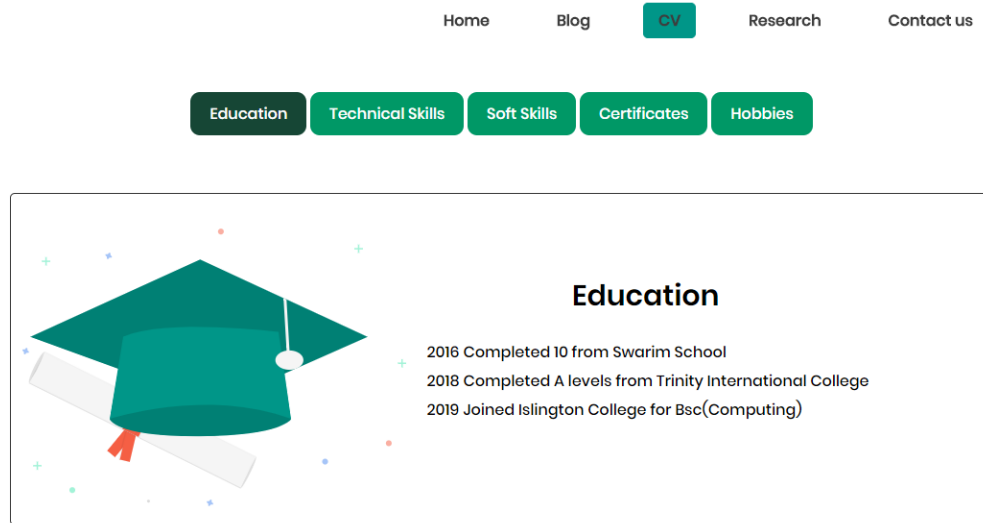 Home Blog CV Research Contact us
Education Technical Skills Soft Skills Certificates Hobbies
Education
2016 Completed 10 from Swarim School
2018 Completed A levels from Trinity International College
2019 Joined Islington College for Bsc(Computing)